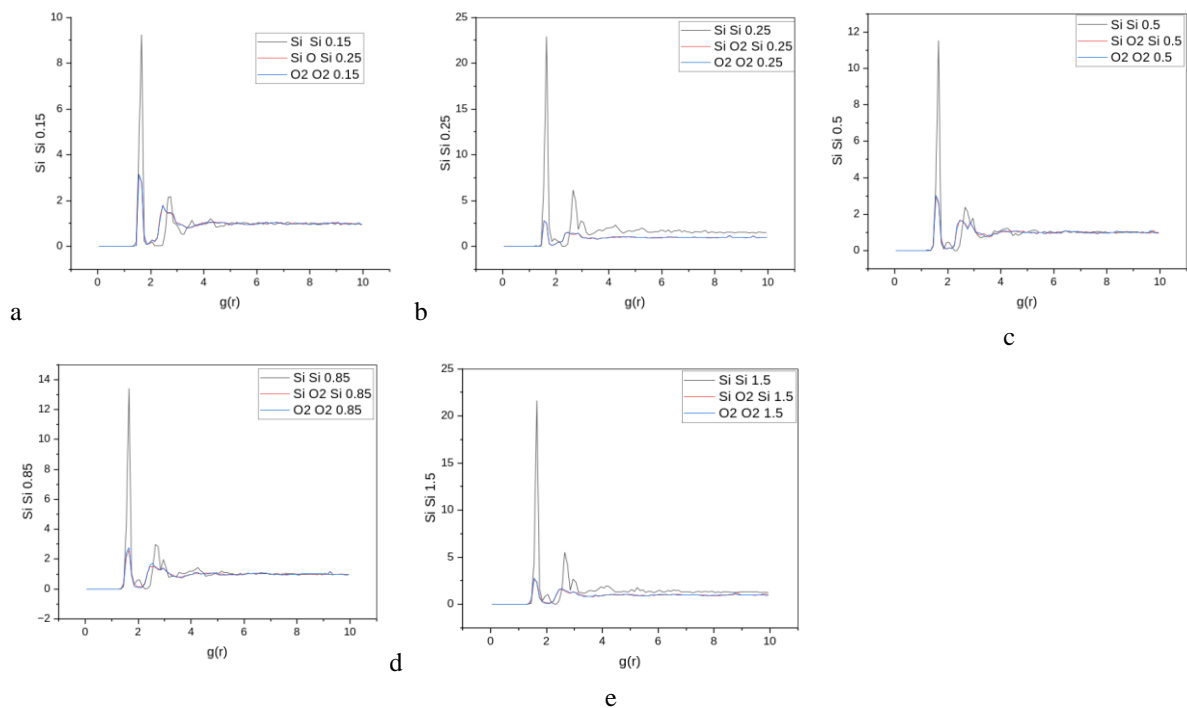 Si Si 0.15
10
8
6
4
2
0
Si Si 0.15
Si O Si 0.25
O2 O2 0.15
0 2 4 6 8 10
g(r)
a
Si Si 0.25
25
20
15
10
5
0
Si Si 0.25
Si O2 Si 0.25
O2 O2 0.25
0 2 4 6 8 10
g(r)
b
Si Si 0.5
12
10
8
6
4
2
0
Si Si 0.5
Si O2 Si 0.5
O2 O2 0.5
0 2 4 6 8 10
g(r)
c
Si Si 0.85
14
12
10
8
6
4
2
0
−2
Si Si 0.85
Si O2 Si 0.85
O2 O2 0.85
0 2 4 6 8 10
g(r)
d
Si Si 1.5
25
20
15
10
5
0
Si Si 1.5
Si O2 Si 1.5
O2 O2 1.5
0 2 4 6 8 10
g(r)
e